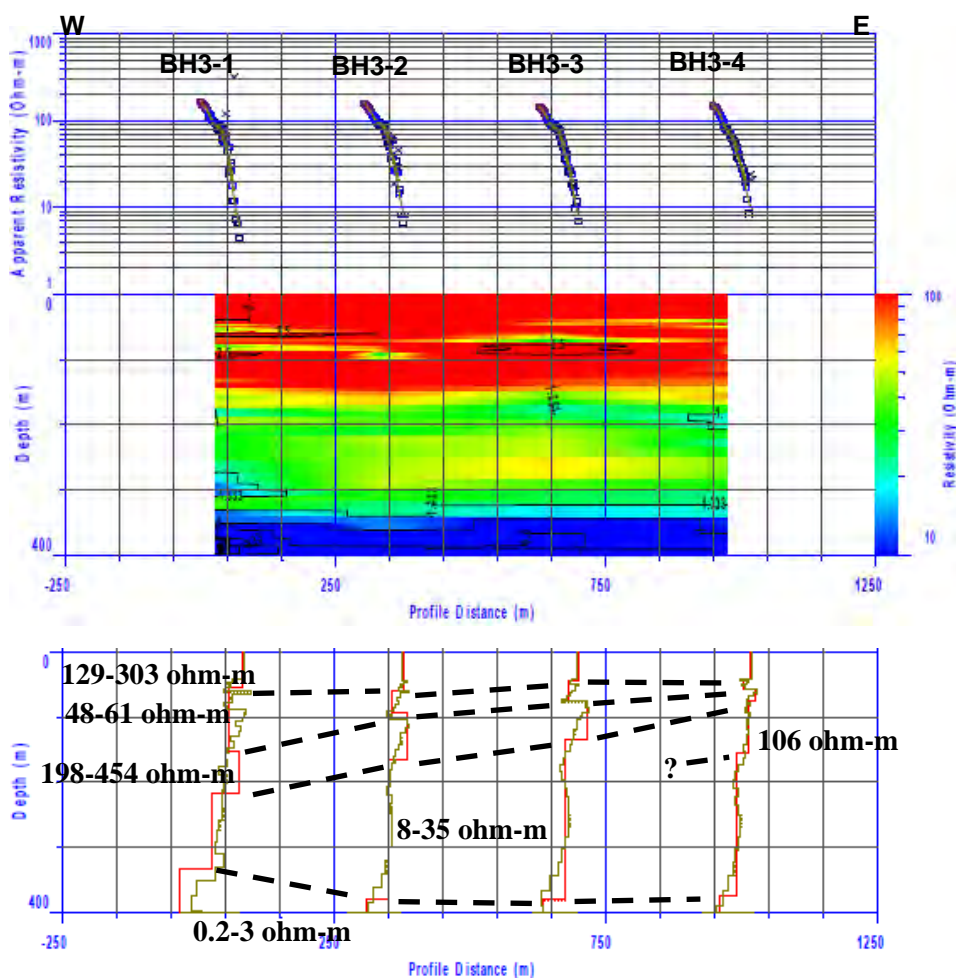 W E
BH3-1 BH3-2 BH3-3 BH3-4
1000
100
10
1
Apparent Resistivity (Ohm-m)
0
400
Depth (m)
-250 250 750 1250
Profile Distance (m)
100
10
Resistivity (Ohm-m)
129-303 ohm-m
48-61 ohm-m
198-454 ohm-m
106 ohm-m
?
8-35 ohm-m
0.2-3 ohm-m
0
400
Depth (m)
-250 250 750 1250
Profile Distance (m)